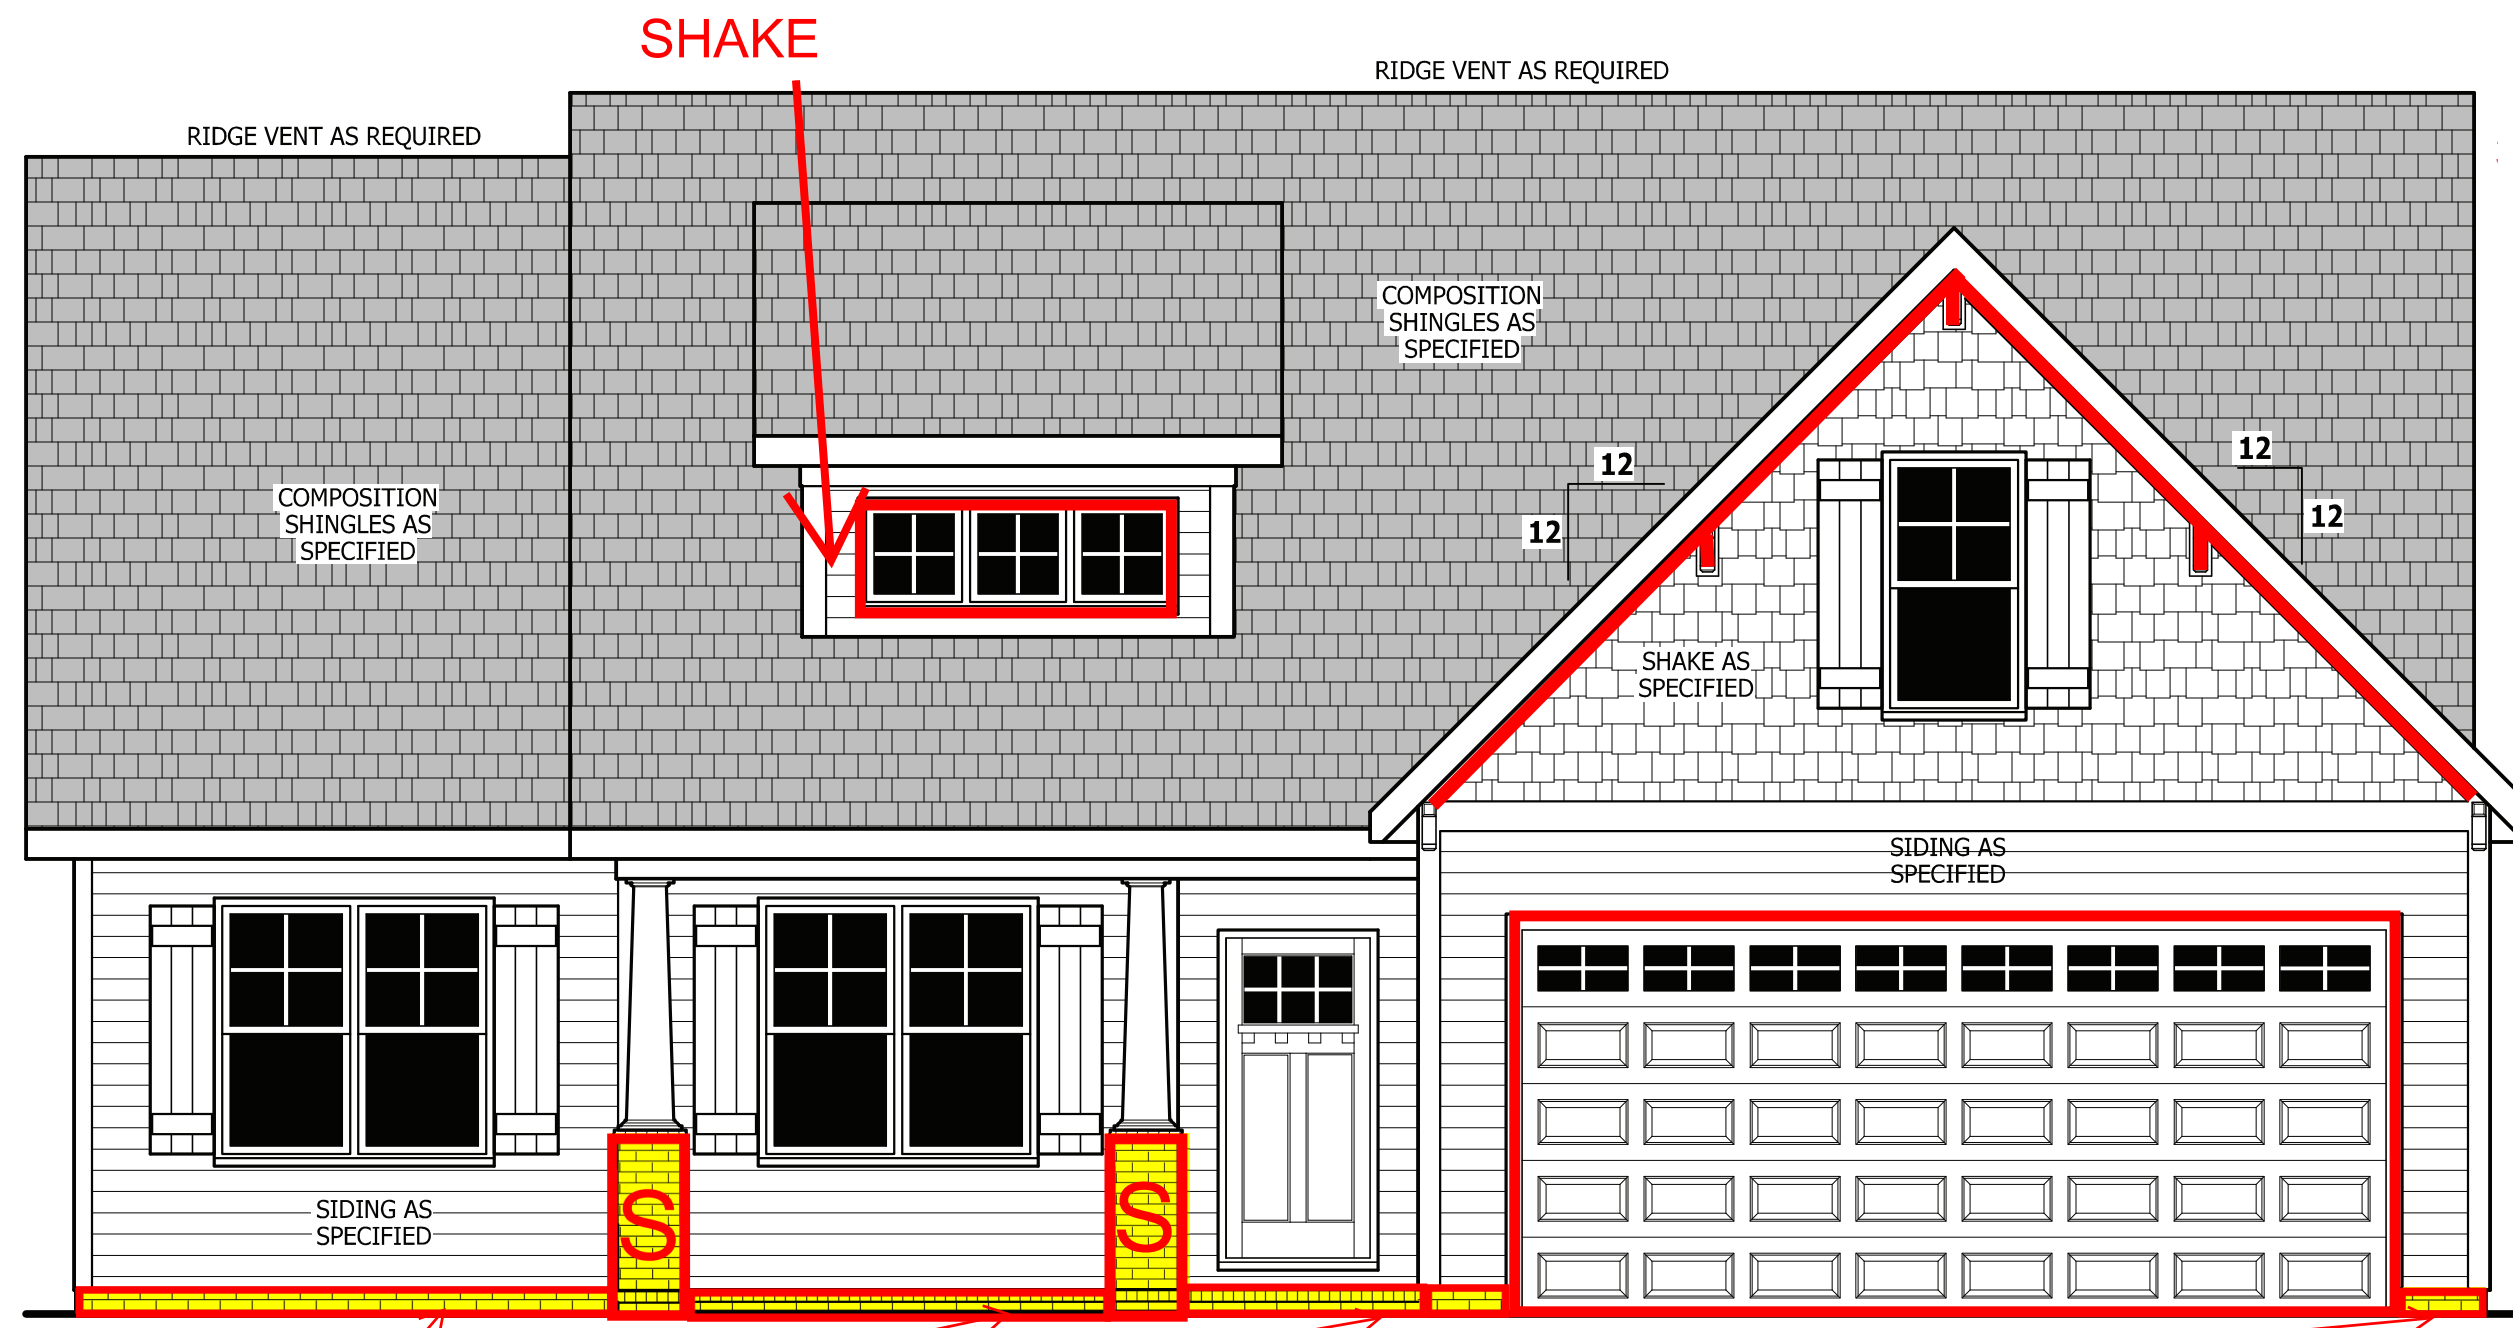 SHAKE
RIDGE VENT AS REQUIRED
RIDGE VENT AS REQUIRED
COMPOSITION
SHINGLES AS
SPECIFIED
12
12
12
12
COMPOSITION
SHINGLES AS
SPECIFIED
SHAKE AS
SPECIFIED
SIDING AS
SPECIFIED
S
S
SIDING AS
SPECIFIED